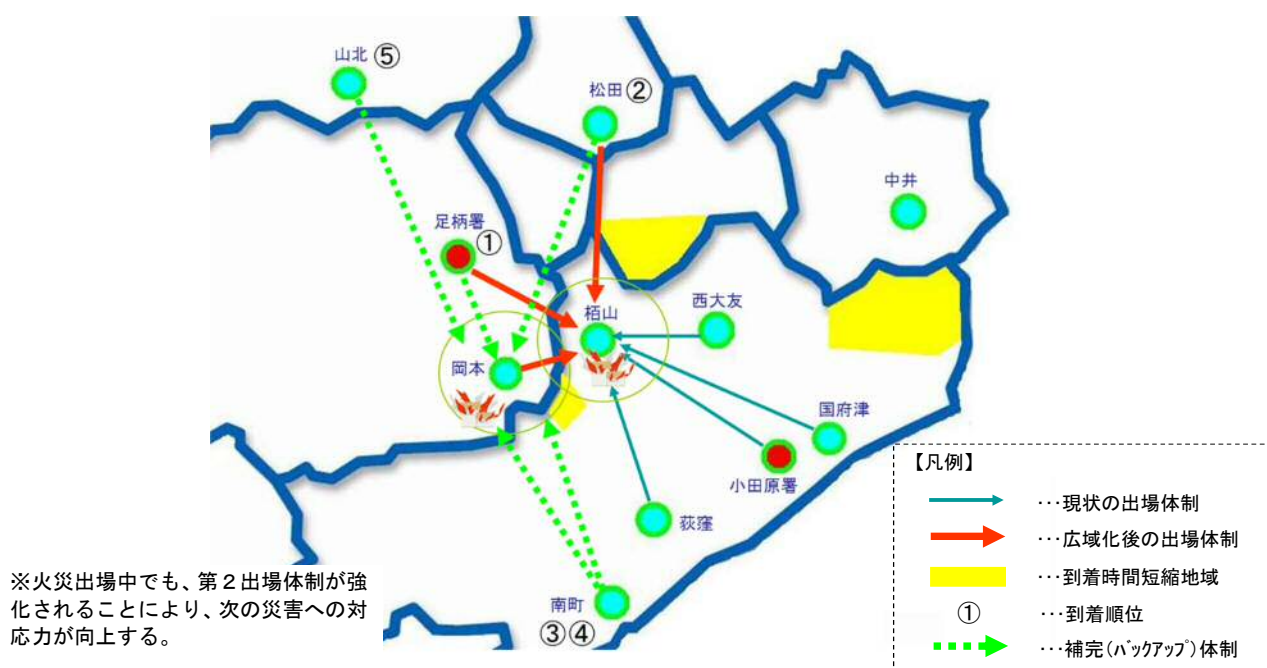 山北⑤
松田②
中井
足柄署
①
西大友
栢山
岡本
国府津
小田原署
荻窪
南町
③④
【凡例】
･･･現状の出場体制
･･･広域化後の出場体制
･･･到着時間短縮地域
① ･･･到着順位
･･･補完(ﾊﾞｯｸｱｯﾌﾟ)体制
※火災出場中でも、第２出場体制が強
化されることにより、次の災害への対
応力が向上する。